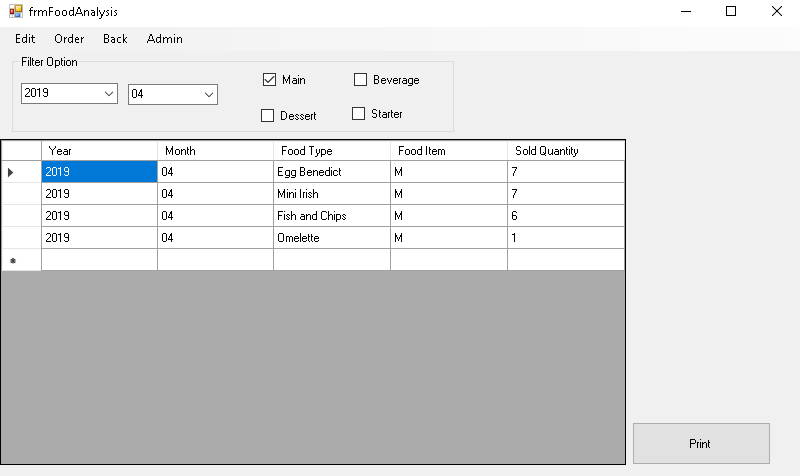 frmFoodAnalysis
Edit Order Back Admin
Filter Option
2019 04 Main Beverage
Dessert Starter
Year Month Food Type Food Item Sold Quantity
2019 04 Egg Benedict M 7
2019 04 Mini Irish M 7
2019 04 Fish and Chips M 6
2019 04 Omelette M 1
Print